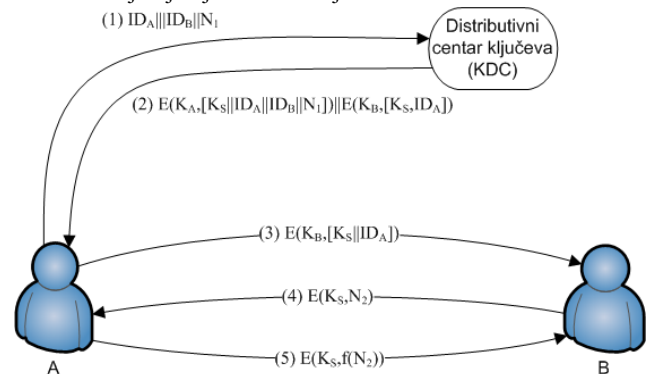 (1) ID_A|||ID_B||N_1
Distributivni
centar ključeva
(KDC)
(2) E(K_A,[K_S||ID_A||ID_B||N_1])||E(K_B,[K_S,ID_A])
(3) E(K_B,[K_S||ID_A])
(4) E(K_S,N_2)
(5) E(K_S,f(N_2))
A
B